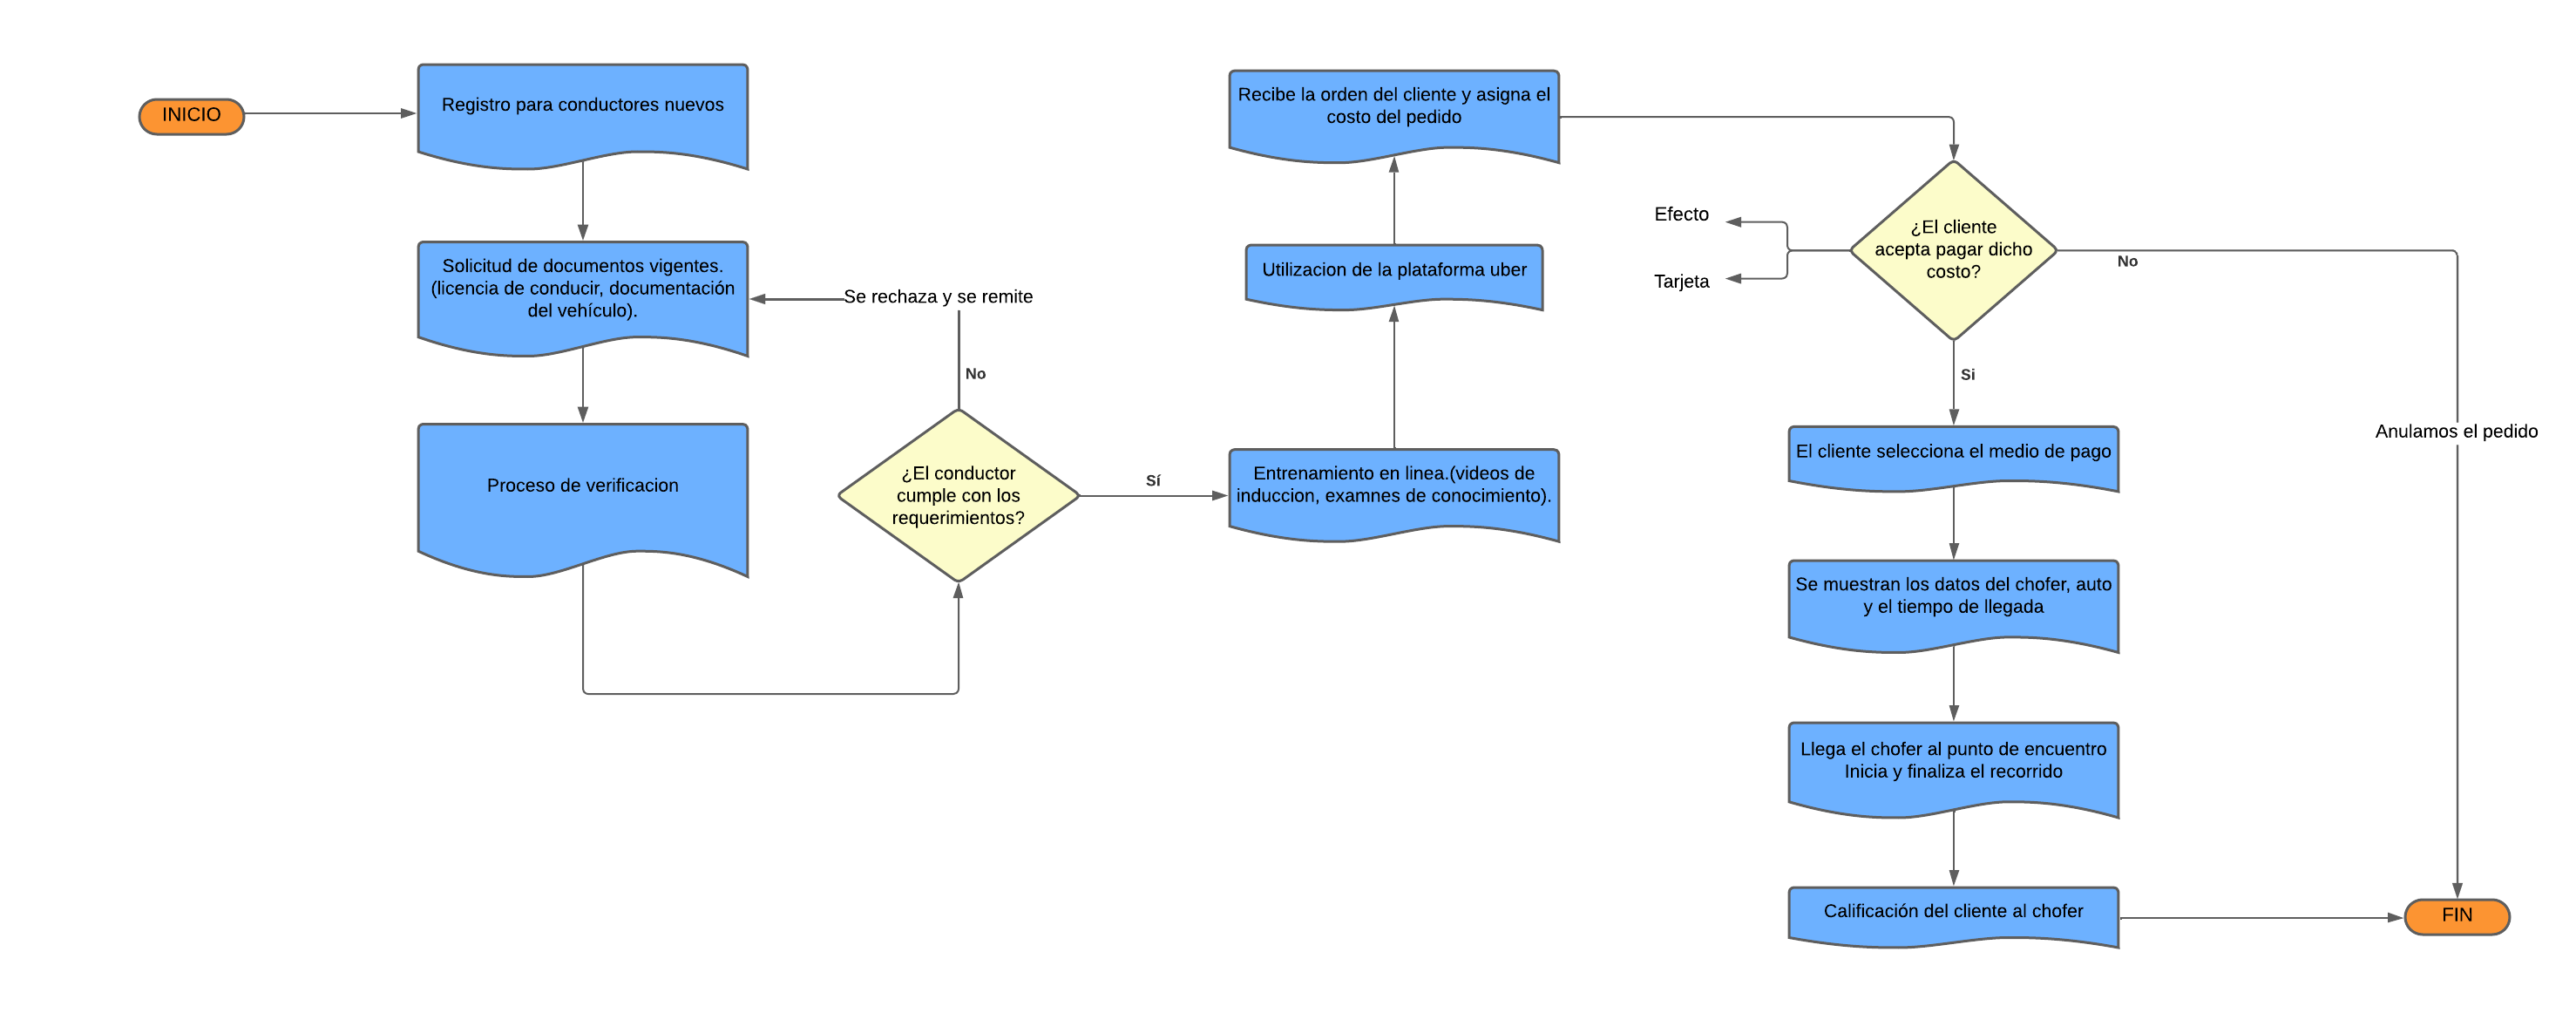 INICIO
Registro para conductores nuevos
Solicitud de documentos vigentes.
(licencia de conducir, documentación
del vehículo).
Proceso de verificacion
Se rechaza y se remite
No
¿El conductor
cumple con los
requerimientos?
Sí
Entrenamiento en linea.(videos de
induccion, examnes de conocimiento).
Utilizacion de la plataforma uber
Recibe la orden del cliente y asigna el
costo del pedido
¿El cliente
acepta pagar dicho
costo?
Efecto
Tarjeta
No
Anulamos el pedido
Si
El cliente selecciona el medio de pago
Se muestran los datos del chofer, auto
y el tiempo de llegada
Llega el chofer al punto de encuentro
Inicia y finaliza el recorrido
Calificación del cliente al chofer
FIN